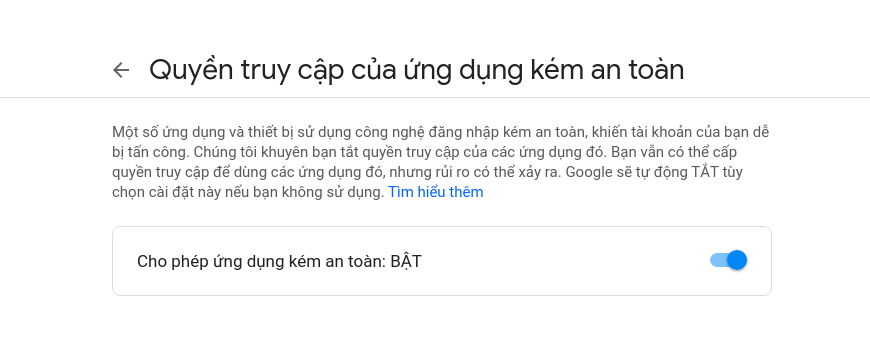 Quyền truy cập của ứng dụng kém an toàn
Một số ứng dụng và thiết bị sử dụng công nghệ đăng nhập kém an toàn, khiến tài khoản của bạn dễ
bị tấn công. Chúng tôi khuyên bạn tắt quyền truy cập của các ứng dụng đó. Bạn vẫn có thể cấp
quyền truy cập để dùng các ứng dụng đó, nhưng rủi ro có thể xảy ra. Google sẽ tự động TẮT tùy
chọn cài đặt này nếu bạn không sử dụng. Tìm hiểu thêm
Cho phép ứng dụng kém an toàn: BẬT